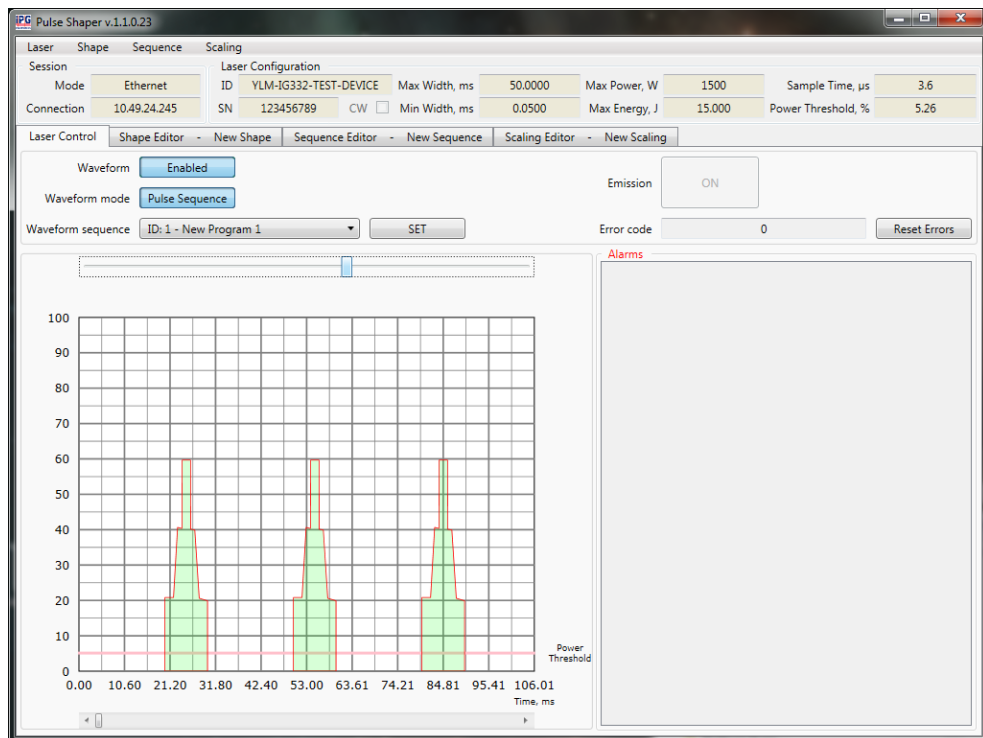 IPG Pulse Shaper v.1.1.0.23
Laser Shape Sequence Scaling
Session Laser Configuration
Mode Ethernet ID YLM-IG332-TEST-DEVICE Max Width, ms 50.0000 Max Power, W 1500 Sample Time, µs 3.6
Connection 10.49.24.245 SN 123456789 CW Min Width, ms 0.0500 Max Energy, J 15.000 Power Threshold, % 5.26
Laser Control Shape Editor - New Shape Sequence Editor - New Sequence Scaling Editor - New Scaling
Waveform Enabled
Emission ON
Waveform mode Pulse Sequence
Waveform sequence ID: 1 - New Program 1 SET Error code 0 Reset Errors
Alarms
100
90
80
70
60
50
40
30
20
10
Power
Threshold
0
0.00 10.60 21.20 31.80 42.40 53.00 63.61 74.21 84.81 95.41 106.01
Time, ms